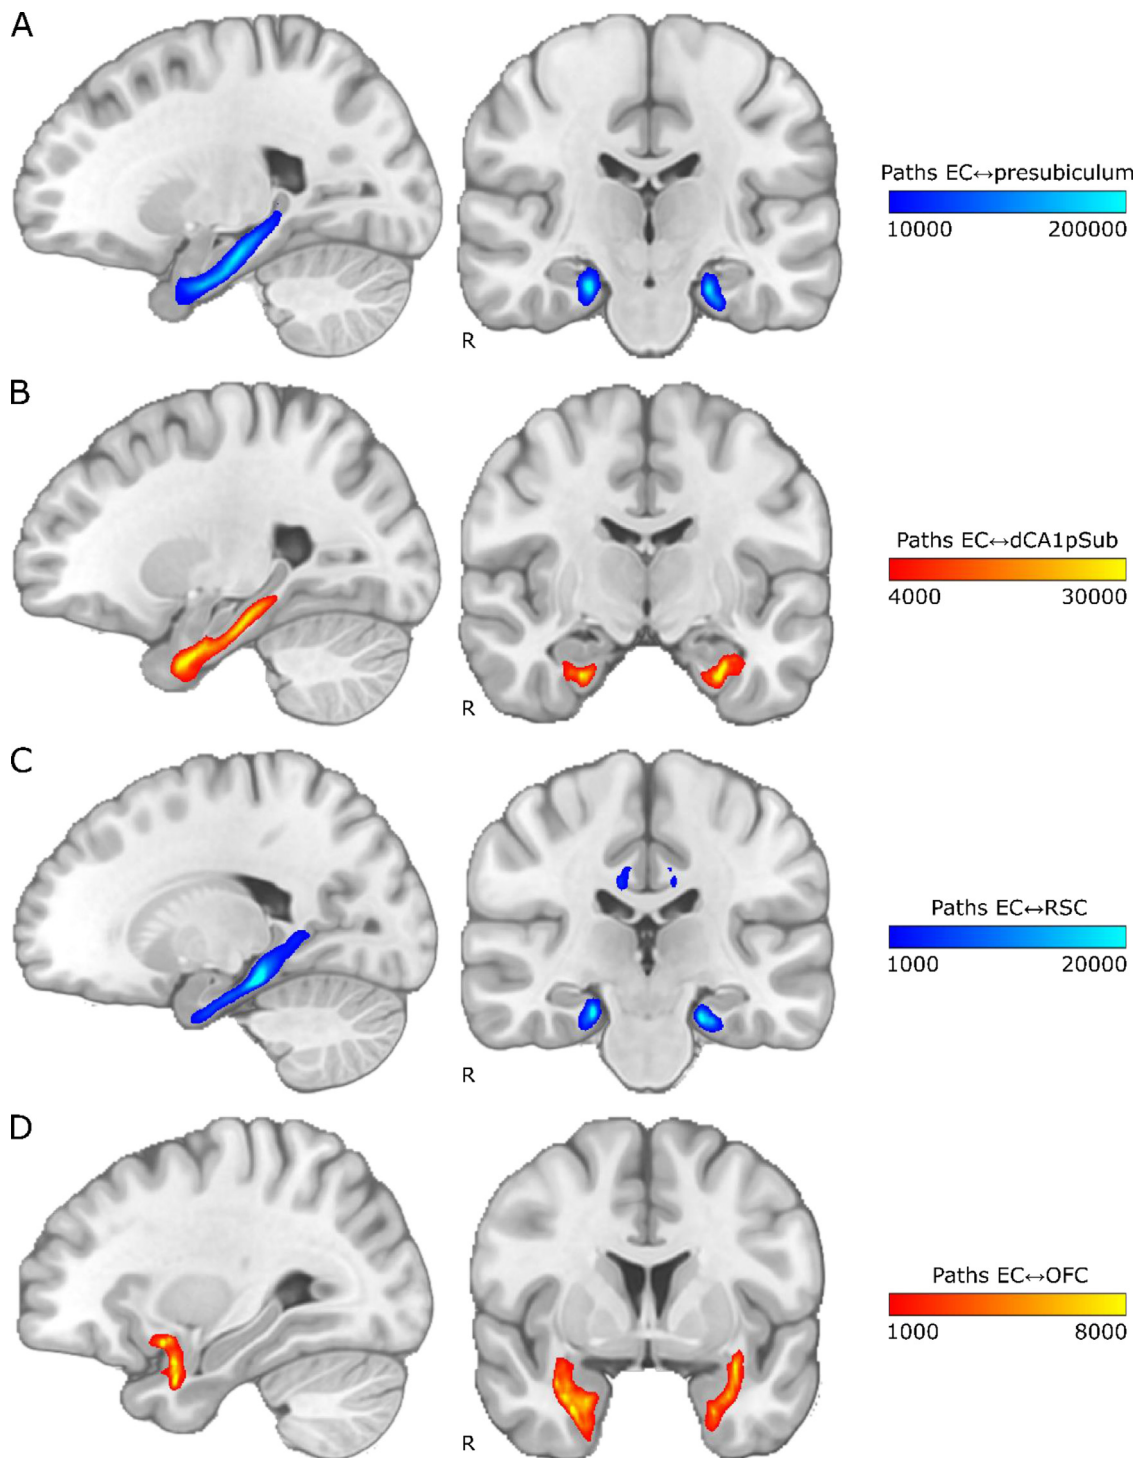 A
Paths EC↔presubiculum
10000 200000
R
B
Paths EC↔dCA1pSub
4000 30000
R
C
Paths EC↔RSC
1000 20000
R
D
Paths EC↔OFC
1000 8000
R